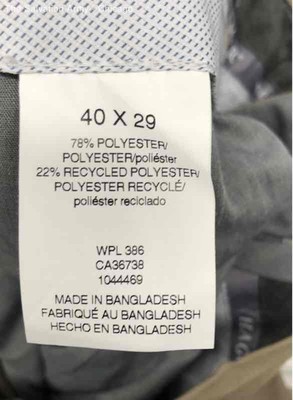 40 X 29
78% POLYESTER/
POLYESTER/poliéster
22% RECYCLED POLYESTER/
POLYESTER RECYCLÉ/
poliéster reciclado
WPL 386
CA36738
1044469
MADE IN BANGLADESH
FABRIQUÉ AU BANGLADESH
HECHO EN BANGLADESH